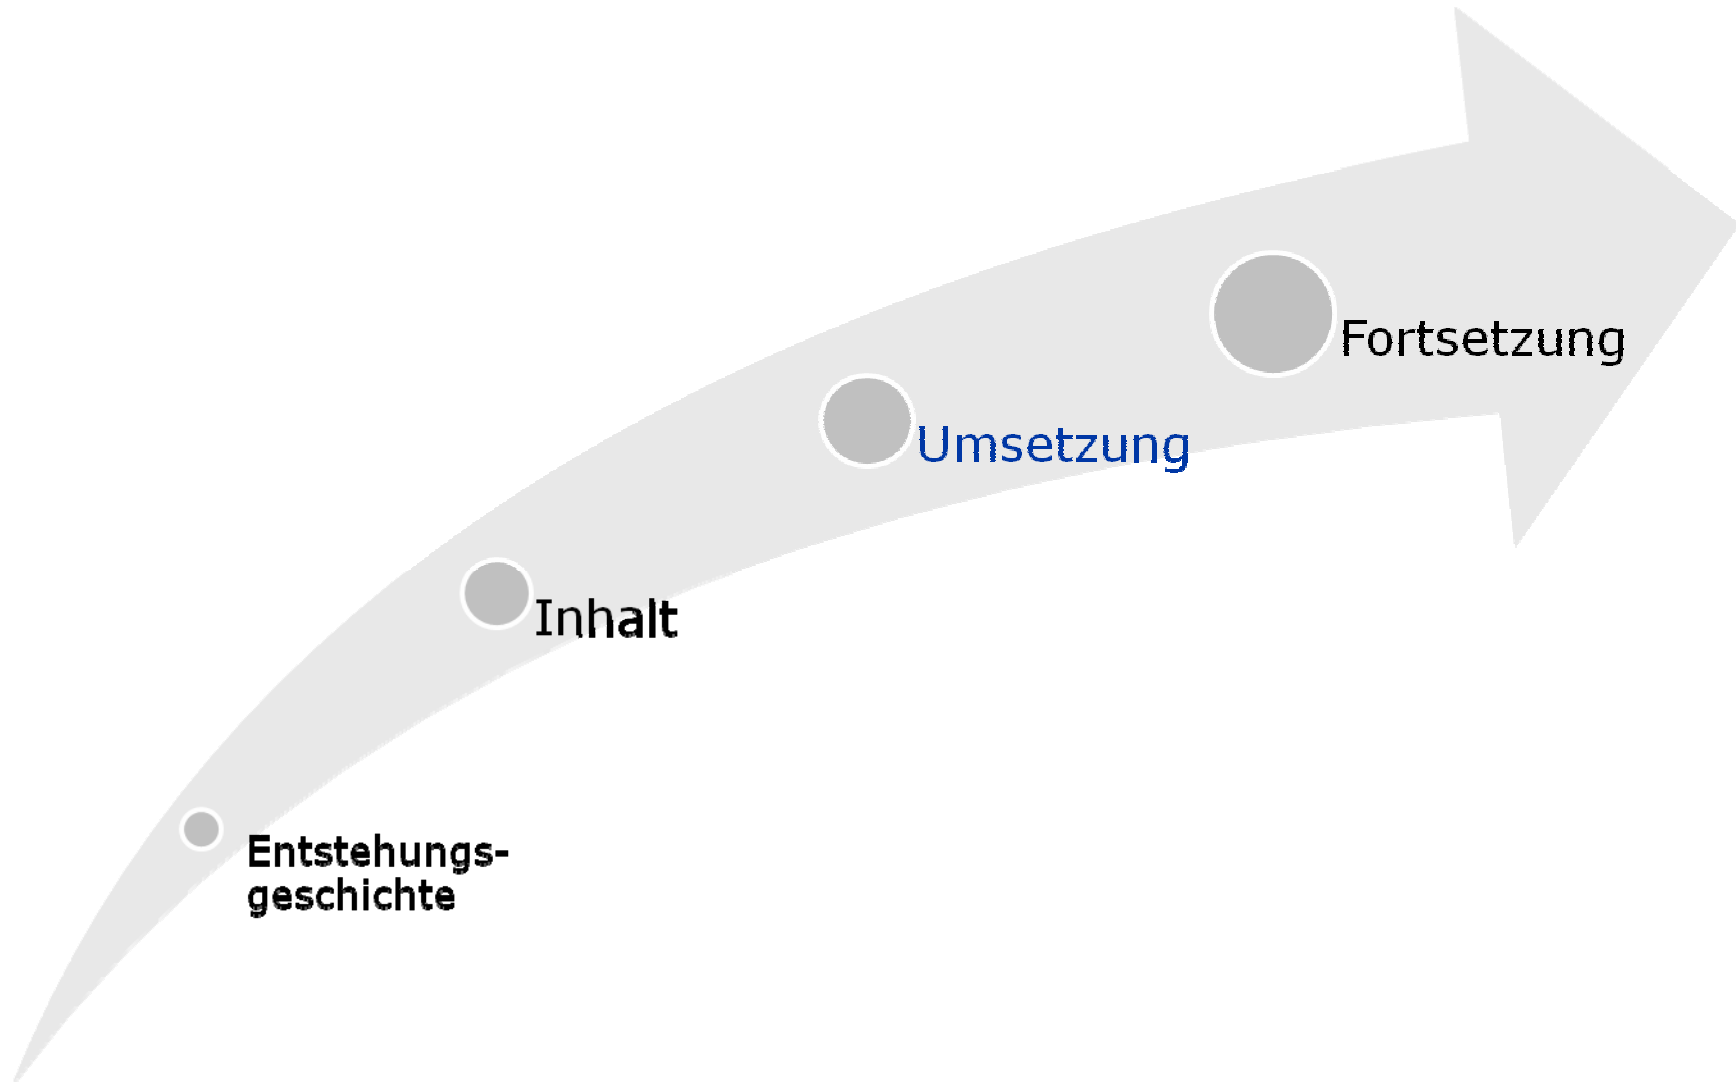 Fortsetzung
Umsetzung
Inhalt
Entstehungs-
geschichte